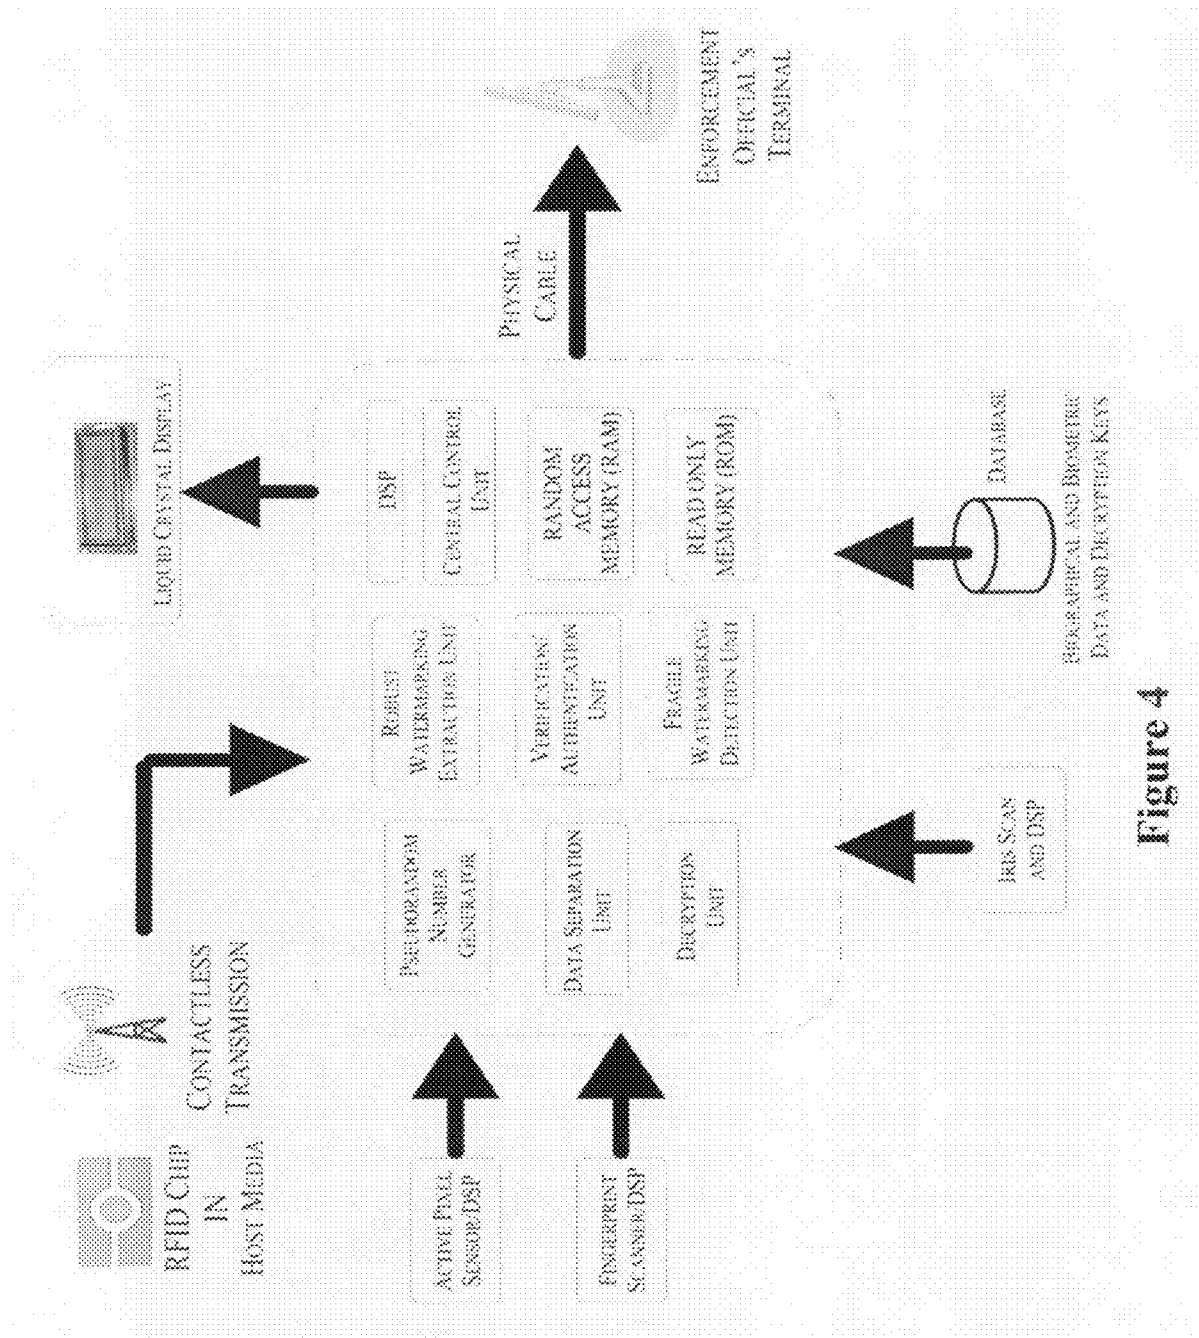 RFID CHIP
IN
HOST MEDIA
CONTACTLESS
TRANSMISSION
LIQUID CRYSTAL DISPLAY
ACTIVE PIXEL
SENSOR/DSP
FINGERPRINT
SCANNER/DSP
PSEUDORANDOM
NUMBER
GENERATOR
DATA SEPARATION
UNIT
DECRYPTION
UNIT
ROBUST
WATERMARKING
EXTRACTION UNIT
VERIFICATION/
AUTHENTICATION
UNIT
FRAGILE
WATERMARKING
DETECTION UNIT
DSP
CENTRAL CONTROL
UNIT
RANDOM
ACCESS
MEMORY (RAM)
READ ONLY
MEMORY (ROM)
PHYSICAL
CABLE
ENFORCEMENT
OFFICIAL'S
TERMINAL
IRIS SCAN
AND DSP
DATABASE
BIOGRAPHICAL AND BIOMETRIC
DATA AND DECRYPTION KEYS
Figure 4